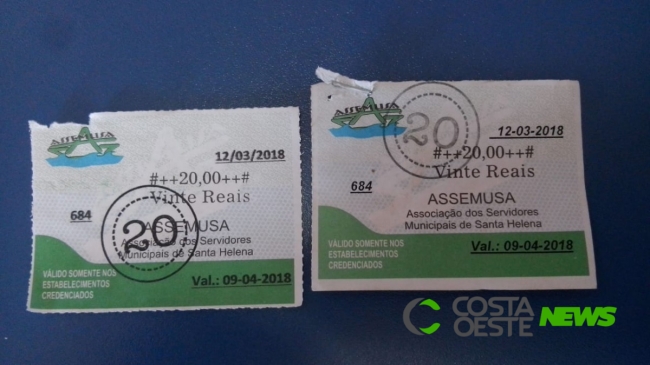 ASSEMUSA
12/03/2018
#++20,00++#
Vinte Reais
684
20
ASSEMUSA
Associação dos Servidores
Municipais de Santa Helena
VÁLIDO SOMENTE NOS
ESTABELECIMENTOS
CREDENCIADOS
Val.: 09-04-2018
ASSEMUSA
20
12-03-2018
#++20,00++#
Vinte Reais
684
ASSEMUSA
Associação dos Servidores
Municipais de Santa Helena
VÁLIDO SOMENTE NOS
ESTABELECIMENTOS
CREDENCIADOS
Val.: 09-04-2018
COSTA
OESTE NEWS